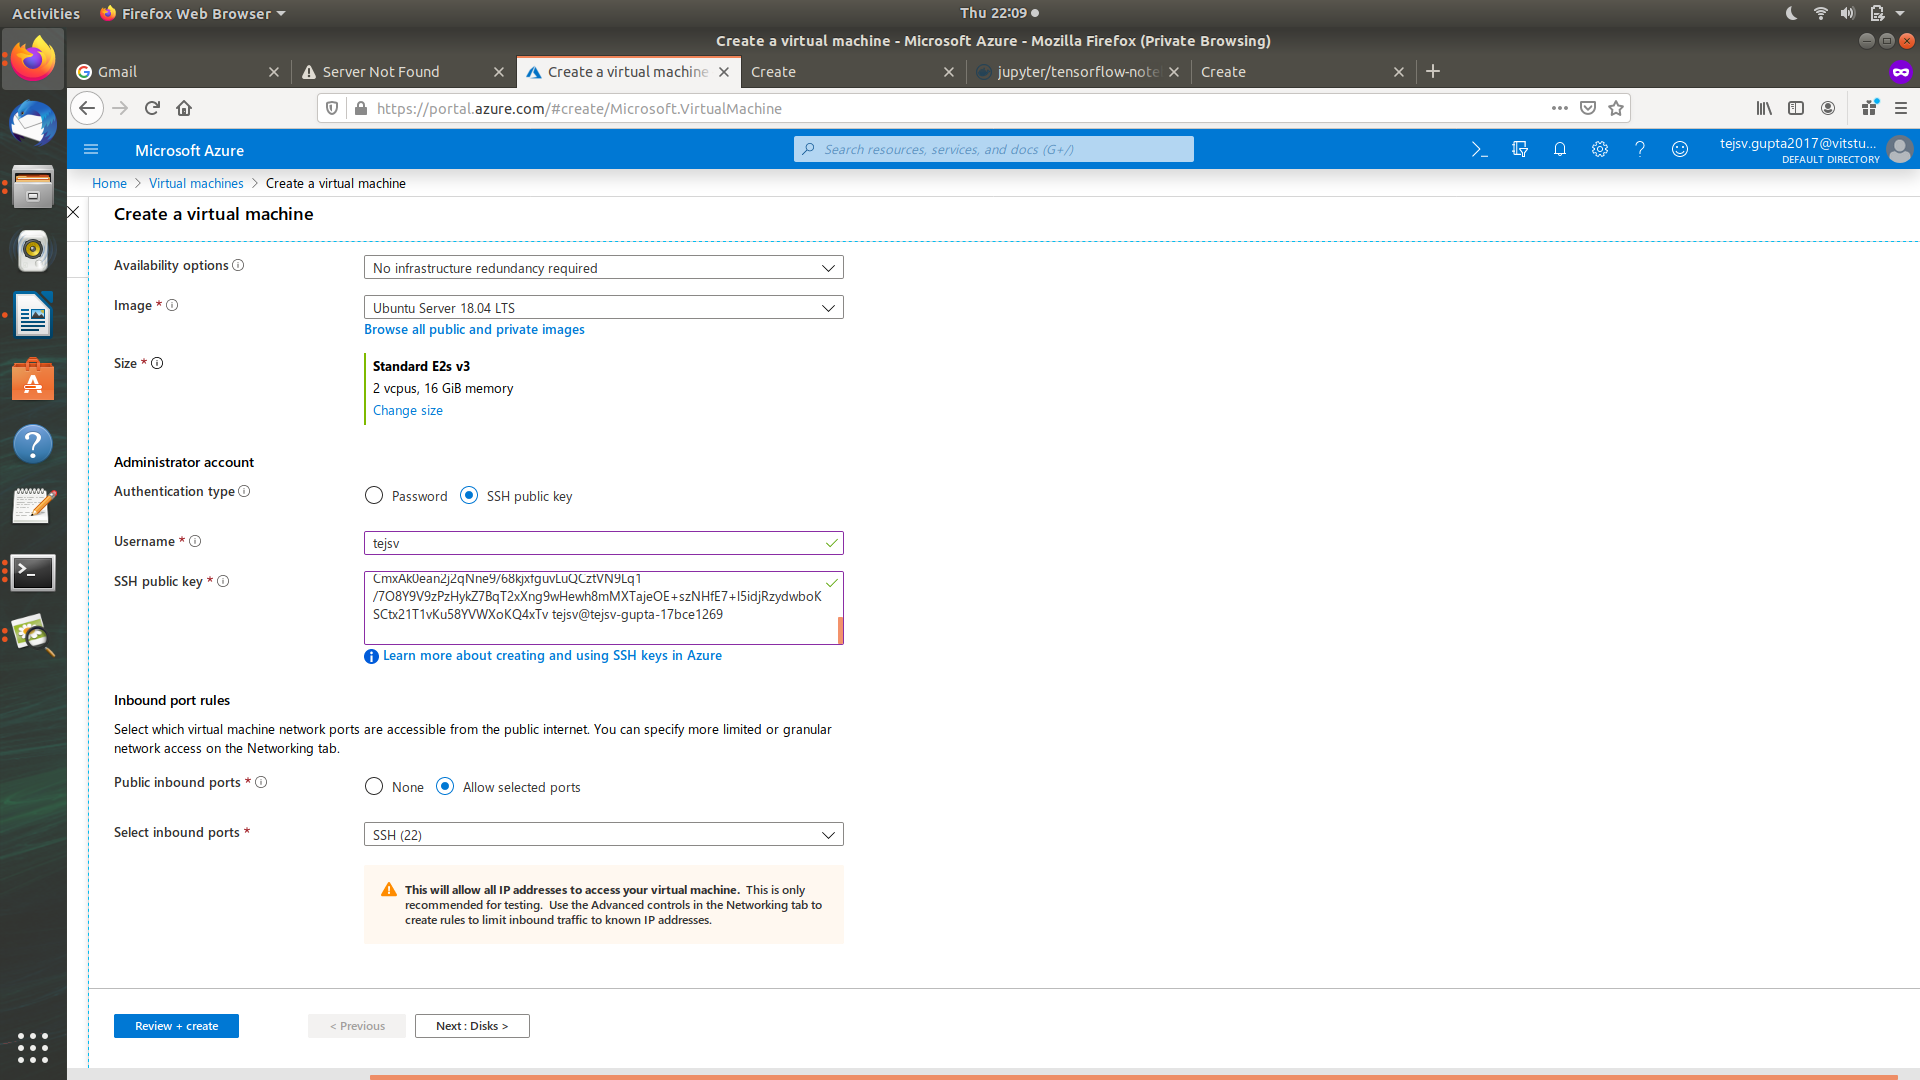 Activities Firefox Web Browser Thu 22:09
Create a virtual machine - Microsoft Azure - Mozilla Firefox (Private Browsing)
Gmail Server Not Found Create a virtual machine Create jupyter/tensorflow-note Create
https://portal.azure.com/#create/Microsoft.VirtualMachine
Microsoft Azure Search resources, services, and docs (G+/) tejsv.gupta2017@vitstu...
DEFAULT DIRECTORY
Home > Virtual machines > Create a virtual machine
Create a virtual machine
Availability options No infrastructure redundancy required
Image * Ubuntu Server 18.04 LTS
Browse all public and private images
Size * Standard E2s v3
2 vcpus, 16 GiB memory
Change size
Administrator account
Authentication type Password SSH public key
Username * tejsv
SSH public key * CmxAk0ean2j2qNne9/68kjxfguvLuQCztVN9Lq1
/7O8Y9V9zPzHykZ7BqT2xXng9wHewh8mMXTajeOE+szNHfE7+I5idjRzydwboK
SCtx21T1vKu58YVWXoKQ4xTv tejsv@tejsv-gupta-17bce1269
Learn more about creating and using SSH keys in Azure
Inbound port rules
Select which virtual machine network ports are accessible from the public internet. You can specify more limited or granular
network access on the Networking tab.
Public inbound ports * None Allow selected ports
Select inbound ports * SSH (22)
This will allow all IP addresses to access your virtual machine. This is only
recommended for testing. Use the Advanced controls in the Networking tab to
create rules to limit inbound traffic to known IP addresses.
Review + create < Previous Next : Disks >